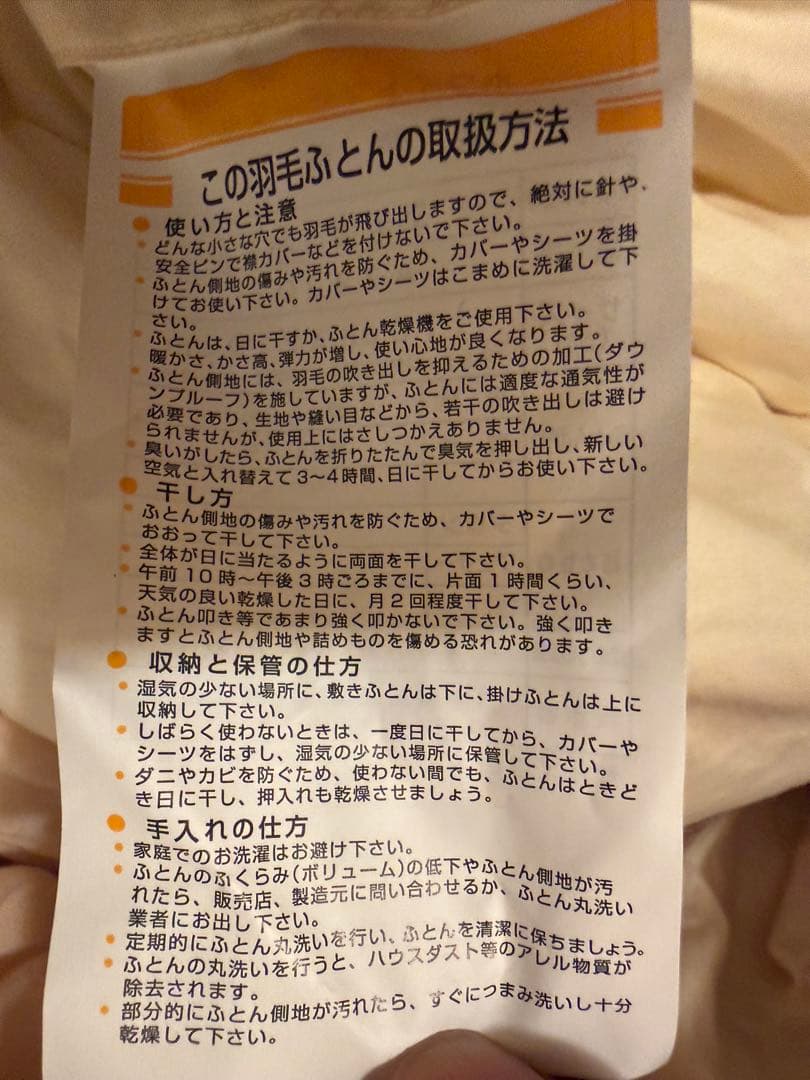 この羽毛ふとんの取扱方法
● 使い方と注意
• どんな小さな穴でも羽毛が飛び出しますので、絶対に針や、
安全ピンで襟カバーなどを付けないで下さい。
• ふとん側地の傷みや汚れを防ぐため、カバーやシーツを掛
けてお使い下さい。カバーやシーツはこまめに洗濯して下
さい。
• ふとんは、日に干すか、ふとん乾燥機をご使用下さい。
暖かさ、かさ高、弾力が増し、使い心地が良くなります。
• ふとん側地には、羽毛の吹き出しを抑えるための加工(ダウ
ンプルーフ)を施していますが、ふとんには適度な通気性が
必要であり、生地や縫い目などから、若干の吹き出しは避け
られませんが、使用上にはさしつかえありません。
• 臭いがしたら、ふとんを折りたたんで臭気を押し出し、新しい
空気と入れ替えて3〜4時間、日に干してからお使い下さい。
● 干し方
• ふとん側地の傷みや汚れを防ぐため、カバーやシーツで
おおって干して下さい。
• 全体が日に当たるように両面を干して下さい。
• 午前10時〜午後3時ごろまでに、片面1時間くらい、
天気の良い乾燥した日に、月2回程度干して下さい。
• ふとん叩き等であまり強く叩かないで下さい。強く叩き
ますとふとん側地や詰めものを傷める恐れがあります。
● 収納と保管の仕方
• 湿気の少ない場所に、敷きふとんは下に、掛けふとんは上に
収納して下さい。
• しばらく使わないときは、一度日に干してから、カバーや
シーツをはずし、湿気の少ない場所に保管して下さい。
• ダニやカビを防ぐため、使わない間でも、ふとんはときど
き日に干し、押入れも乾燥させましょう。
● 手入れの仕方
• 家庭でのお洗濯はお避け下さい。
• ふとんのふくらみ(ボリューム)の低下やふとん側地が汚
れたら、販売店、製造元に問い合わせるか、ふとん丸洗い
業者にお出し下さい。
• 定期的にふとん丸洗いを行い、ふとんを清潔に保ちましょう。
• ふとんの丸洗いを行うと、ハウスダスト等のアレル物質が
除去されます。
• 部分的にふとん側地が汚れたら、すぐにつまみ洗いし十分
乾燥して下さい。